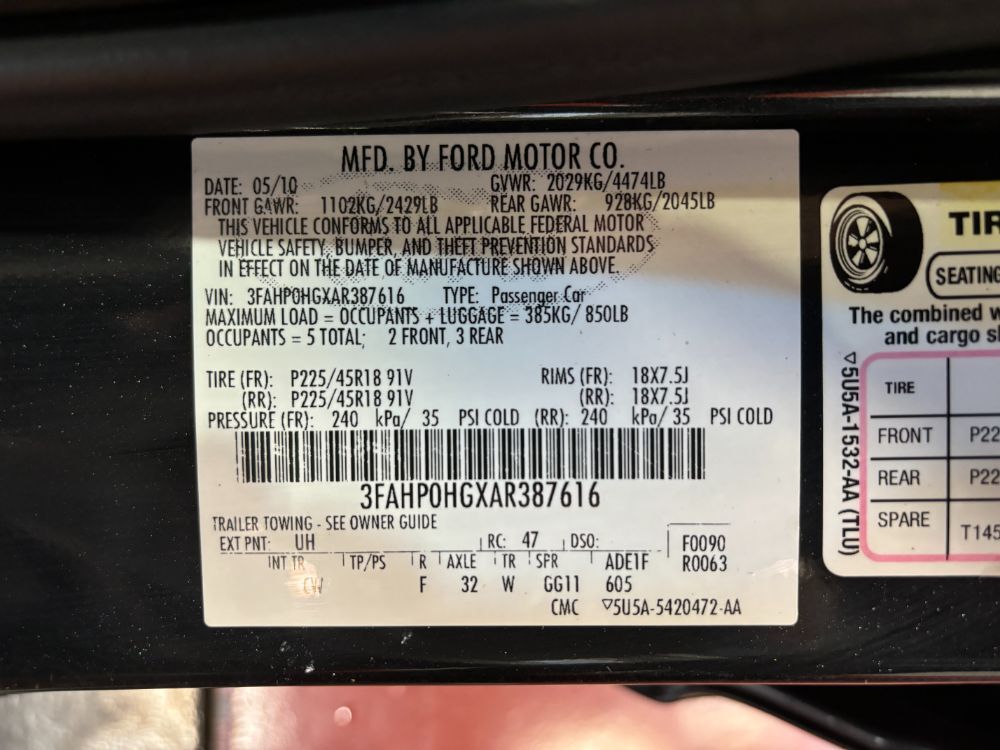 MFD. BY FORD MOTOR CO.
DATE: 05/10 GVWR: 2029KG/4474LB
FRONT GAWR: 1102KG/2429LB REAR GAWR: 928KG/2045LB
THIS VEHICLE CONFORMS TO ALL APPLICABLE FEDERAL MOTOR
VEHICLE SAFETY, BUMPER, AND THEFT PREVENTION STANDARDS
IN EFFECT ON THE DATE OF MANUFACTURE SHOWN ABOVE.
VIN: 3FAHP0HGXAR387616 TYPE: Passenger Car
MAXIMUM LOAD = OCCUPANTS + LUGGAGE = 385KG/ 850LB
OCCUPANTS = 5 TOTAL; 2 FRONT, 3 REAR
TIRE (FR): P225/45R18 91V RIMS (FR): 18X7.5J
(RR): P225/45R18 91V (RR): 18X7.5J
PRESSURE (FR): 240 kPa/ 35 PSI COLD (RR): 240 kPa/ 35 PSI COLD
3FAHP0HGXAR387616
TRAILER TOWING - SEE OWNER GUIDE
EXT PNT: UH RC: 47 DSO: F0090
INT TR TP/PS R AXLE TR SPR ADE1F R0063
CW F 32 W GG11 605
CMC ▽5U5A-5420472-AA
TIR
SEATING
The combined w
and cargo s
▽5U5A-1532-AA (TLU)
TIRE
FRONT P22
REAR P22
SPARE T145